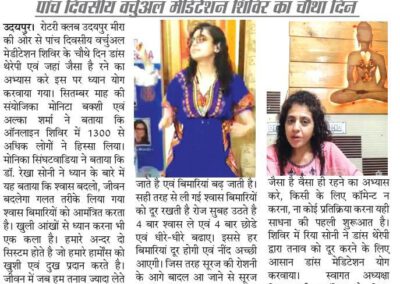 पांच दिवसीय वर्चुअल मेडिटेशन शिविर का चौथा दिन
उदयपुर। रोटरी क्लब उदयपुर मीरा
की ओर से पांच दिवसीय वर्चुअल
मेडीटेशन शिविर के चौथे दिन डांस
थेरेपी एवं जहां जैसा है रने का
अभ्यास करे इस पर ध्यान योग
करवाया गया। सितम्बर माह की
संयोजिका मोनिटा बक्शी एवं
अल्का शर्मा ने बताया कि
ऑनलाइन शिविर में 1300 से
अधिक लोगों ने हिस्सा लिया।
मोनिका सिंघटवाडिया ने बताया कि
डॉ. रेखा सोनी ने ध्यान के बारे में
यह बताया कि श्वास बदलो, जीवन
बदलेगा गलत तरीके लिया गया
श्वास बिमारियों को आमंत्रित करता
है। खुली आंखों से ध्यान करना भी
एक कला है। हमारे अन्दर दो
सिस्टम होते है जो हमारे हार्मोंस को
खुशी एवं दुख प्रदान करते है।
जीवन में जब हम तनाव ज्यादे लेते
जाते है एवं बिमारियां बढ़ जाती है।
सही तरह से ली गई श्वास बिमारियों
को दूर रखती है रोज सुबह उठते है
4 बार श्वास ले एवं 4 बार छोडे
एवं धीरे-धीरे बढाए। इससे हर
बिमारियां दूर होगी एवं नींद अच्छी
आएगी। जिस तरह सूरज की रोशनी
के आगे बादल आ जाने से सूरज
जैसा है वैसा ही रहने का अभ्यास
करे, किसी के लिए कॉमेन्ट न
करना, ना कोई प्रतिक्रिया करना यही
साधना की पहली शुरूआत है।
शिविर में रिया सोनी ने डांस थेरेपी
द्वारा तनाव को दूर करने के लिए
आसान डांस मेडिटेशन योग
करवाया। स्वागत अध्यक्षा